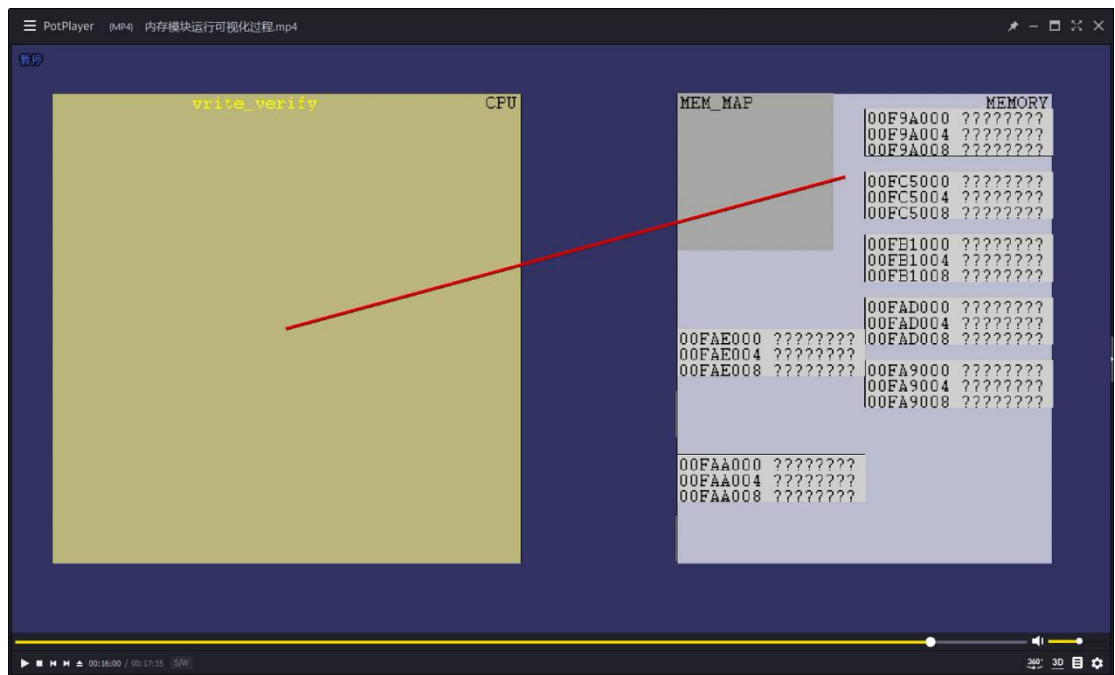 PotPlayer (MP4) 内存模块运行可视化过程.mp4
暂停
write_verify CPU
MEM_MAP MEMORY
00F9A000 ????????
00F9A004 ????????
00F9A008 ????????
00FC5000 ????????
00FC5004 ????????
00FC5008 ????????
00FB1000 ????????
00FB1004 ????????
00FB1008 ????????
00FAD000 ????????
00FAD004 ????????
00FAD008 ????????
00FAE000 ????????
00FAE004 ????????
00FAE008 ????????
00FA9000 ????????
00FA9004 ????????
00FA9008 ????????
00FAA000 ????????
00FAA004 ????????
00FAA008 ????????
00:16:00 / 00:17:35 S/W
360° 3D